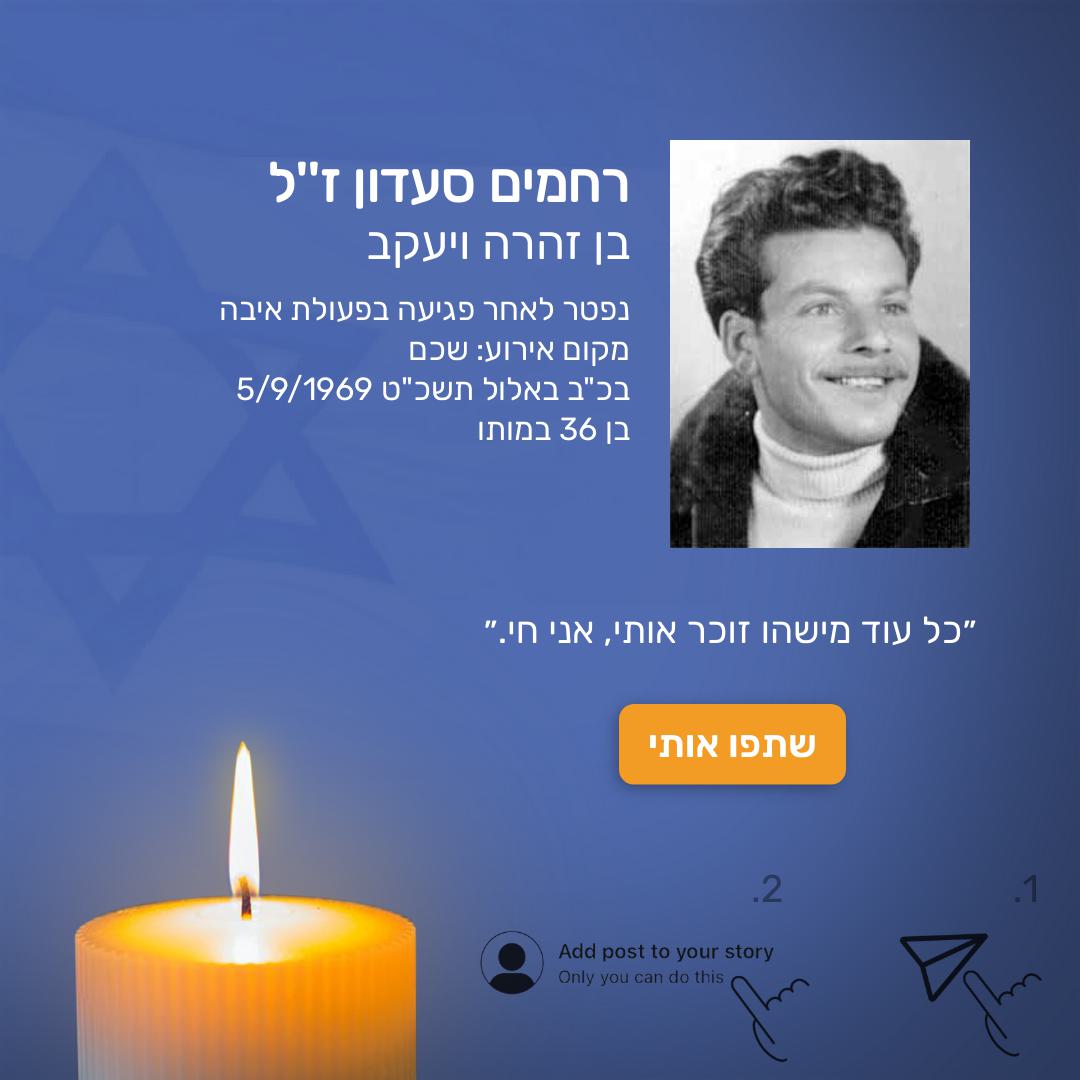 רחמים סעדון ז"ל
בן זהרה ויעקב
נפטר לאחר פגיעה בפעולת איבה
מקום אירוע: שכם
בכ"ב באלול תשכ"ט 5/9/1969
בן 36 במותו
״כל עוד מישהו זוכר אותי, אני חי.״
שתפו אותי
1.
2.
Add post to your story
Only you can do this